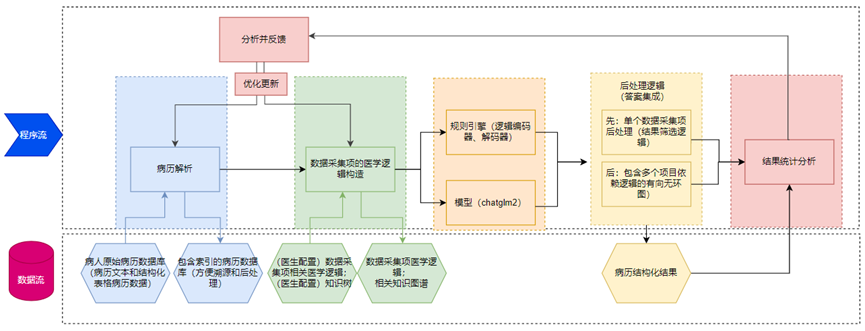 分析并反馈
优化更新
程序流
病历解析
数据采集项的医学
逻辑构造
规则引擎（逻辑编码
器、解码器）
模型（chatglm2）
后处理逻辑
（答案集成）
先：单个数据采集项
后处理（结果筛选逻
辑）
后：包含多个项目依
赖逻辑的有向无环
图）
结果统计分析
数据流
病人原始病历数据库
（病历文本和结构化
表格病历数据）
包含索引的病历数据
库（方便溯源和后处
理）
（医生配置）数据采
集项相关医学逻辑；
（医生配置）知识树
数据采集项医学逻
辑；
相关知识图谱
病历结构化结果